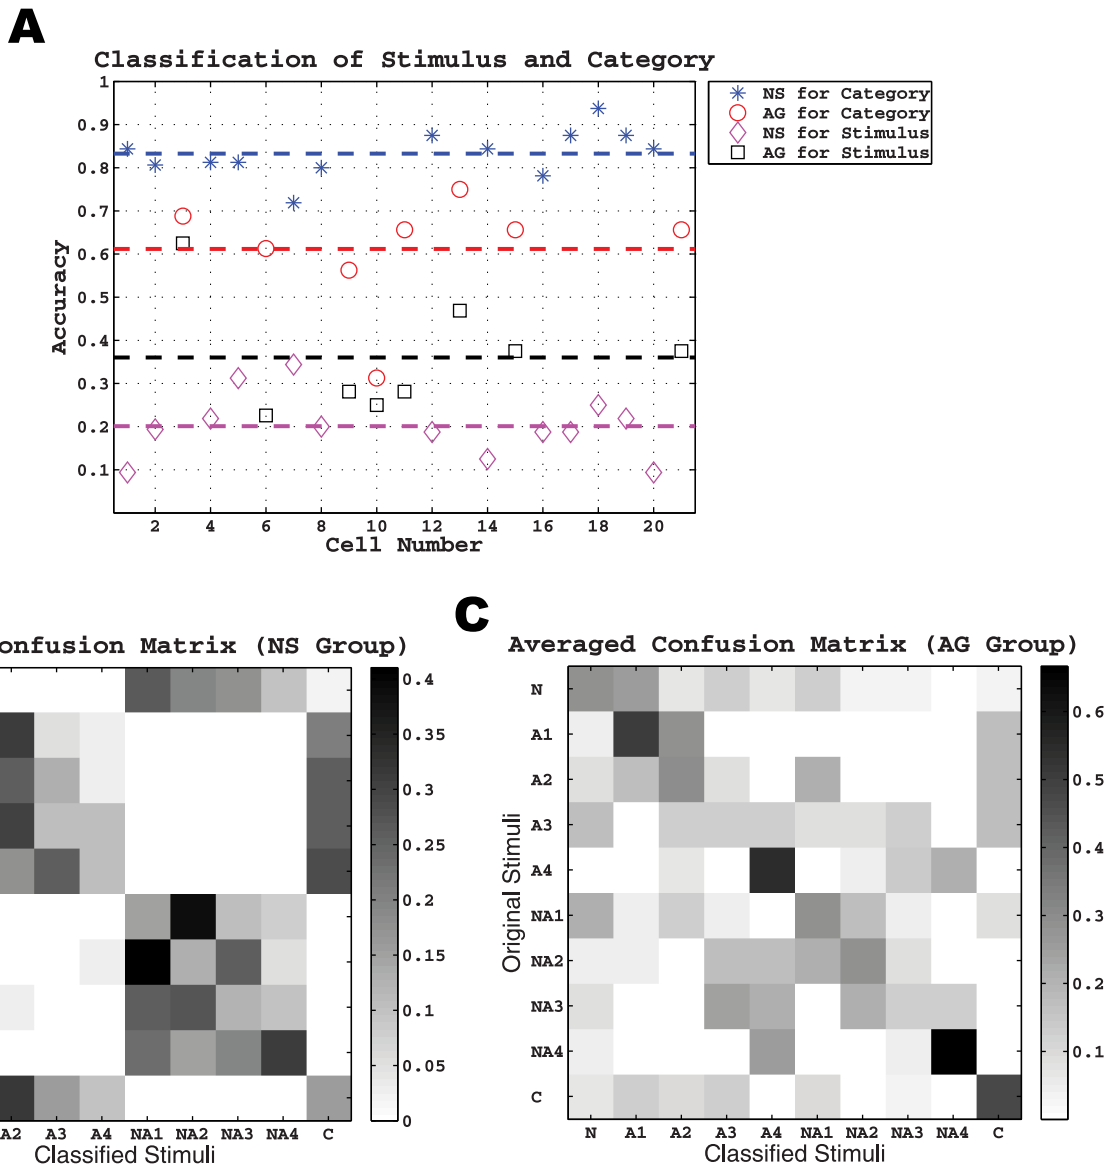 A
Classification of Stimulus and Category
1
0.9
0.8
0.7
0.6
0.5
0.4
0.3
0.2
0.1
Accuracy
2 4 6 8 10 12 14 16 18 20
Cell Number
NS for Category
AG for Category
NS for Stimulus
AG for Stimulus
onfusion Matrix (NS Group)
0.4
0.35
0.3
0.25
0.2
0.15
0.1
0.05
0
A2 A3 A4 NA1 NA2 NA3 NA4 C
Classified Stimuli
C
Averaged Confusion Matrix (AG Group)
Original Stimuli
N
A1
A2
A3
A4
NA1
NA2
NA3
NA4
C
N A1 A2 A3 A4 NA1 NA2 NA3 NA4 C
Classified Stimuli
0.6
0.5
0.4
0.3
0.2
0.1